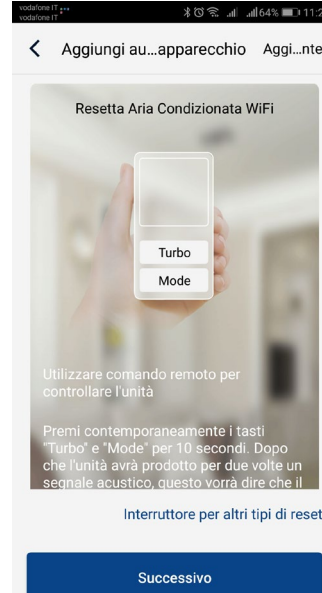 vodafone IT
vodafone IT
64% 11:2
Aggiungi au...apparecchio Aggi...nte
Resetta Aria Condizionata WiFi
Turbo
Mode
Utilizzare comando remoto per
controllare l'unità
Premi contemporaneamente i tasti
"Turbo" e "Mode" per 10 secondi. Dopo
che l'unità avrà prodotto per due volte un
segnale acustico, questo vorrà dire che il
Interruttore per altri tipi di reset
Successivo